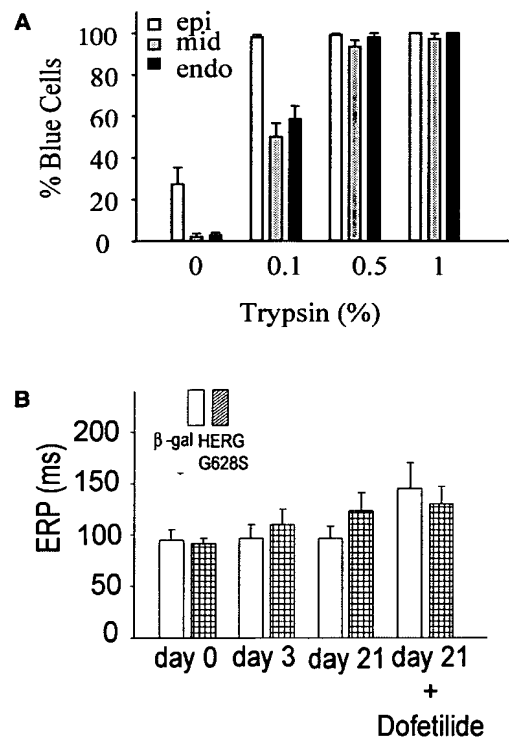 A
epi
mid
endo
% Blue Cells
100
80
60
40
20
0
0 0.1 0.5 1
Trypsin (%)
B
β-gal HERG
G628S
ERP (ms)
200
150
100
50
0
day 0 day 3 day 21 day 21
+
Dofetilide